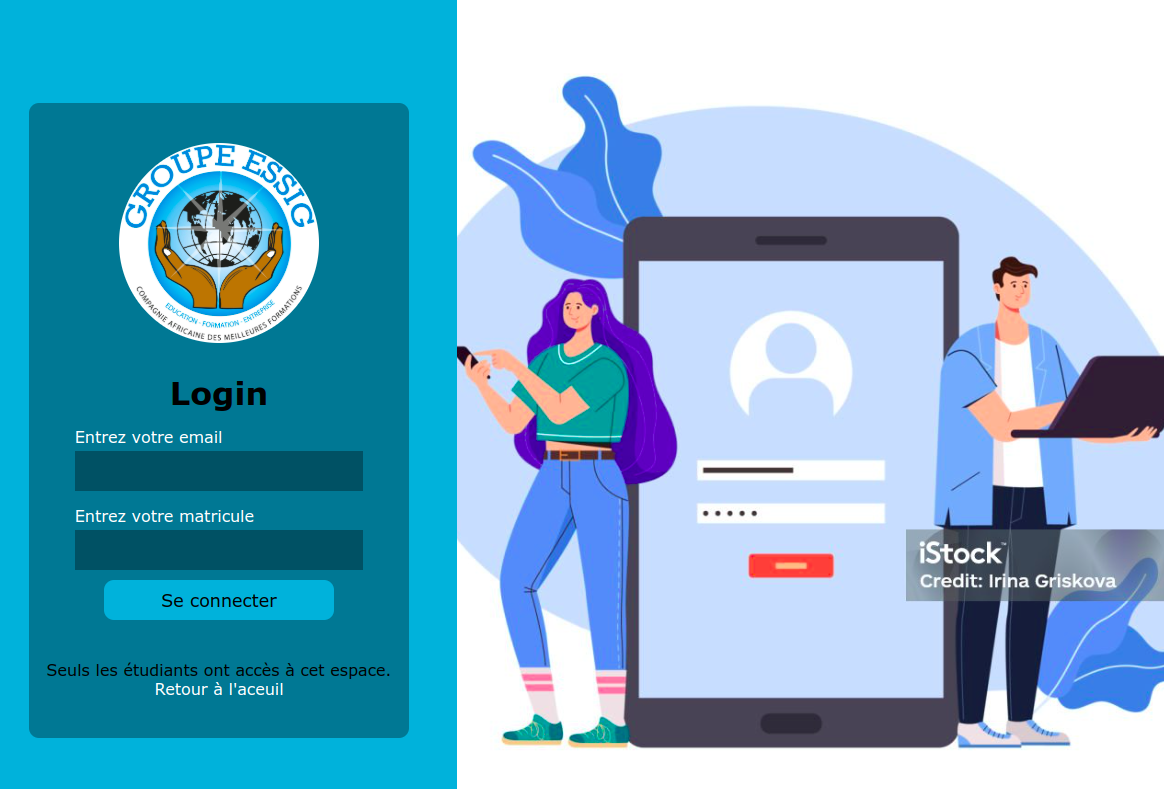 GROUPE ESSIG
EDUCATION - FORMATION - ENTREPRISE
COMPAGNIE AFRICAINE DES MEILLEURES FORMATIONS
Login
Entrez votre email
Entrez votre matricule
Se connecter
Seuls les étudiants ont accès à cet espace.
Retour à l'aceuil
iStock™
Credit: Irina Griskova